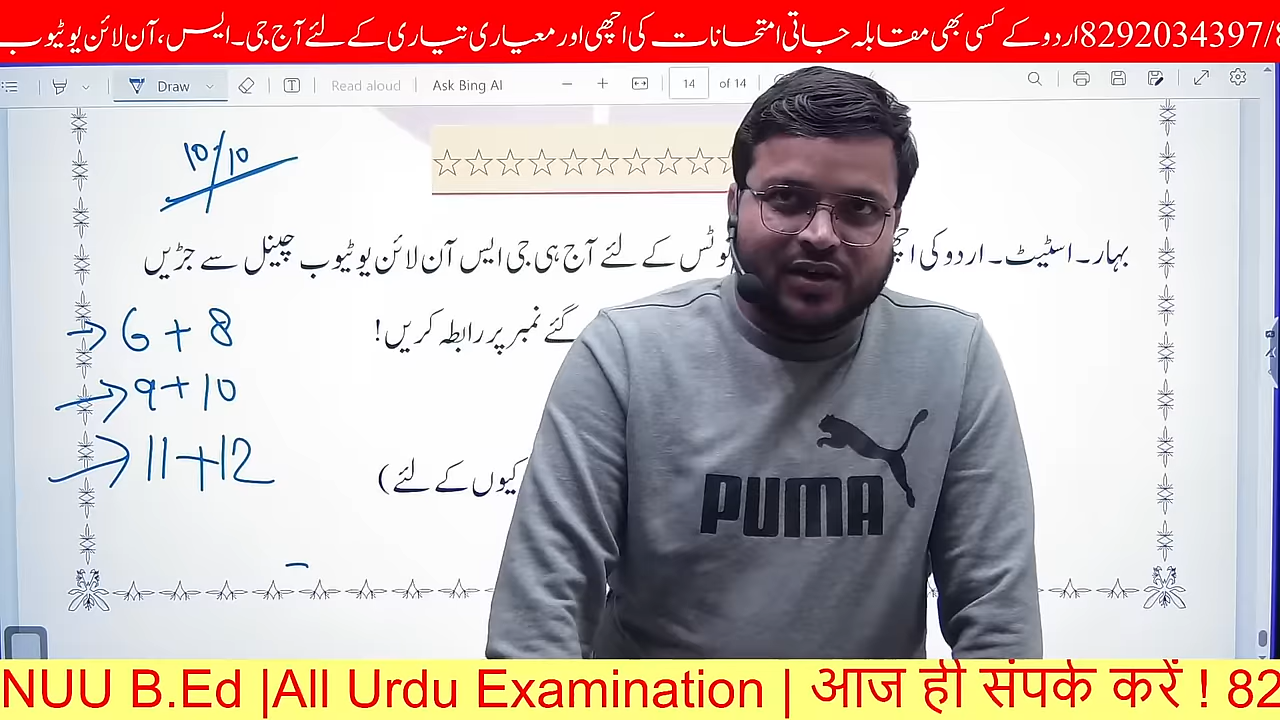 8292034397/8 اردو کے کسی بھی مقابلہ جاتی امتحانات کی اچھی اور معیاری تیاری کے لئے آج جی۔ایس، آن لائن یوٹیوب
Draw
Read aloud
Ask Bing AI
14 of 14
10/10
بہار۔ اسٹیٹ۔ اردو کی نوٹس کے لئے آج ہی جی ایس آن لائن یوٹیوب چینل سے جڑیں
گئے نمبر پر رابطہ کریں!
6 + 8
9 + 10
11 + 12
کے لئے)
PUMA
NUU B.Ed |All Urdu Examination | आज ही संपर्क करें ! 82